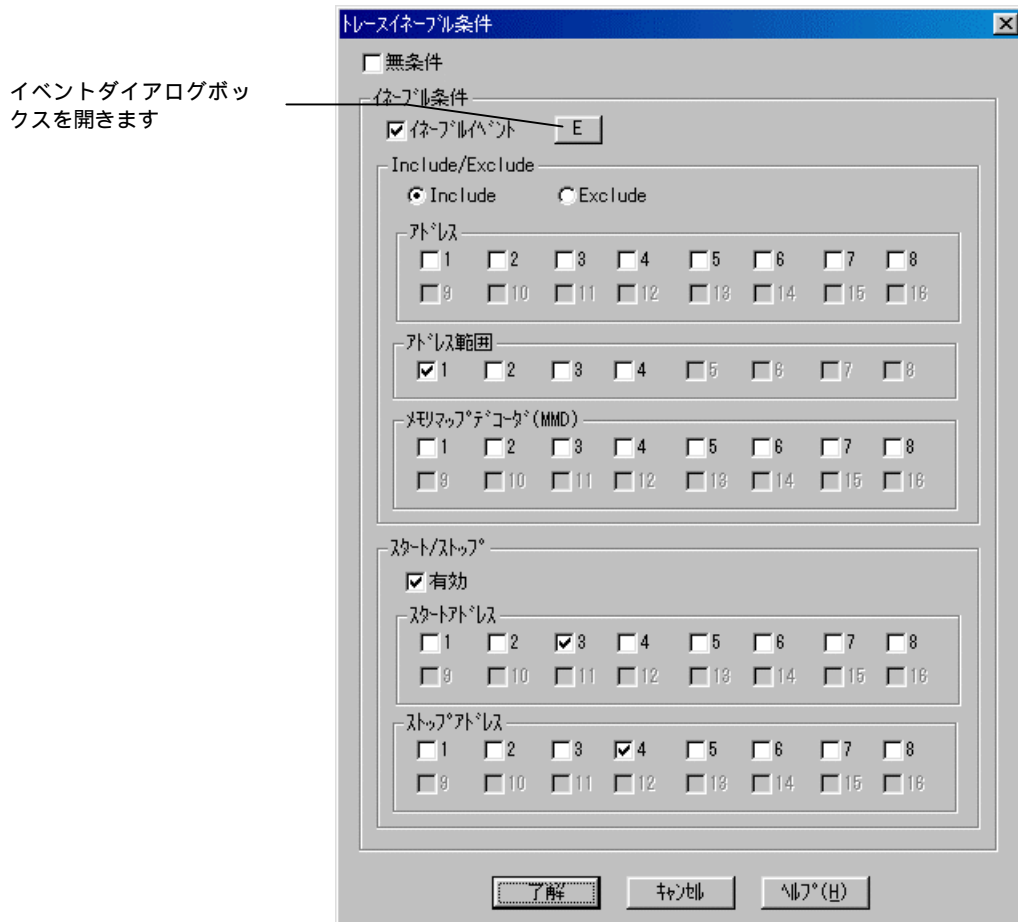 トレースイネーブル条件
無条件
イベントダイアログボッ
クスを開きます
イネーブル条件
イネーブルイベント E
Include/Exclude
Include Exclude
アドレス
1 2 3 4 5 6 7 8
9 10 11 12 13 14 15 16
アドレス範囲
1 2 3 4 5 6 7 8
メモリマップデコーダ(MMD)
1 2 3 4 5 6 7 8
9 10 11 12 13 14 15 16
スタート/ストップ
有効
スタートアドレス
1 2 3 4 5 6 7 8
9 10 11 12 13 14 15 16
ストップアドレス
1 2 3 4 5 6 7 8
9 10 11 12 13 14 15 16
了解 キャンセル ヘルプ(H)